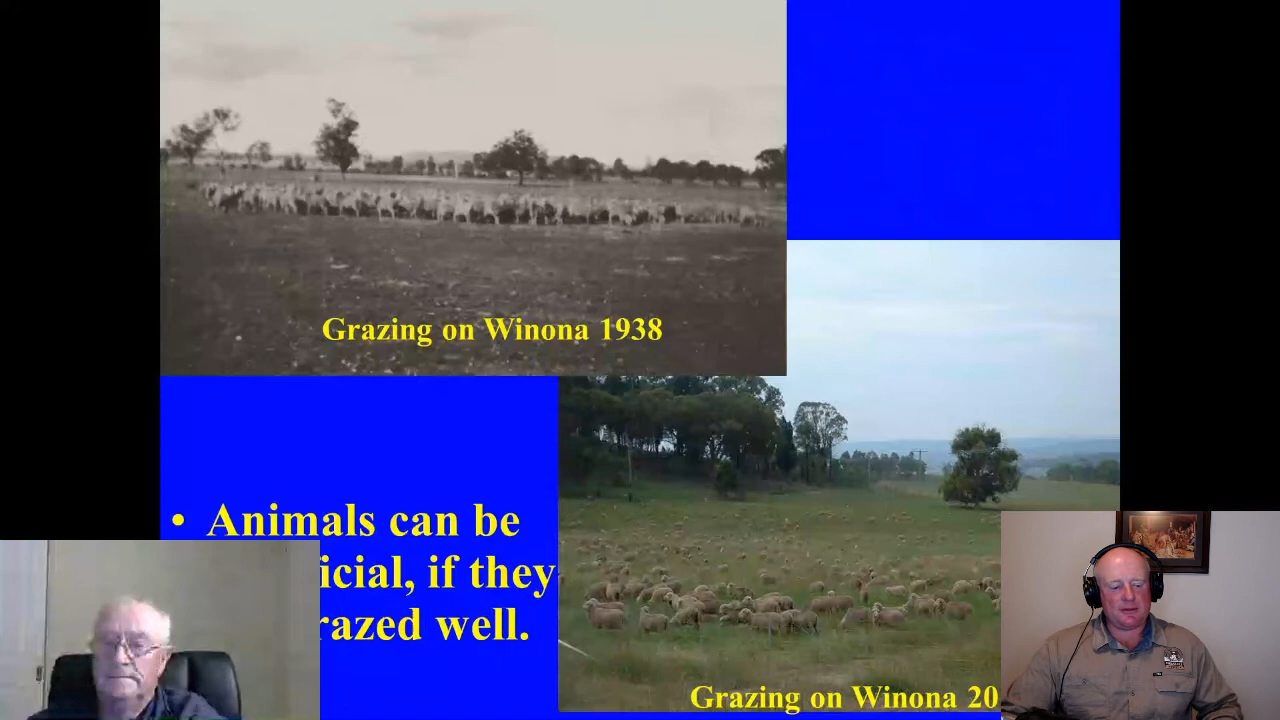 Grazing on Winona 1938
• Animals can be
icial, if they
razed well.
Grazing on Winona 20